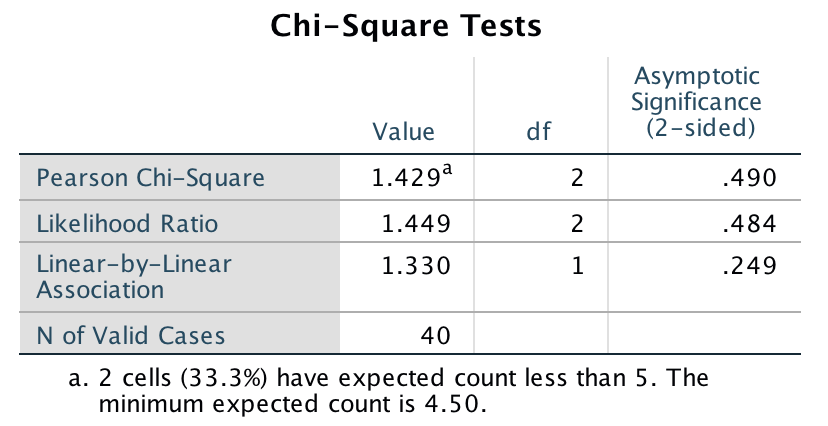 Chi-Square Tests
Value df Asymptotic Significance (2-sided)
Pearson Chi-Square 1.429a 2 .490
Likelihood Ratio 1.449 2 .484
Linear-by-Linear Association 1.330 1 .249
N of Valid Cases 40
a. 2 cells (33.3%) have expected count less than 5. The
minimum expected count is 4.50.